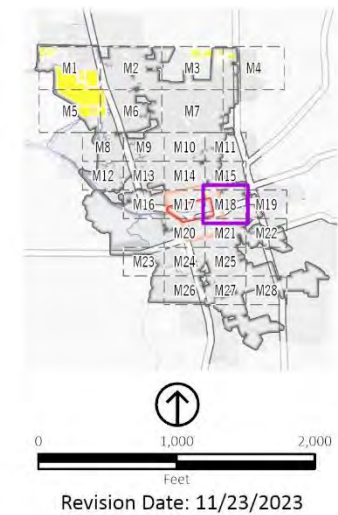 M1 M2 M3 M4
M5 M6 M7
M8 M9 M10 M11
M12 M13 M14 M15
M16 M17 M18 M19
M20 M21 M22
M23 M24 M25
M26 M27 M28
0 1,000 2,000
Feet
Revision Date: 11/23/2023